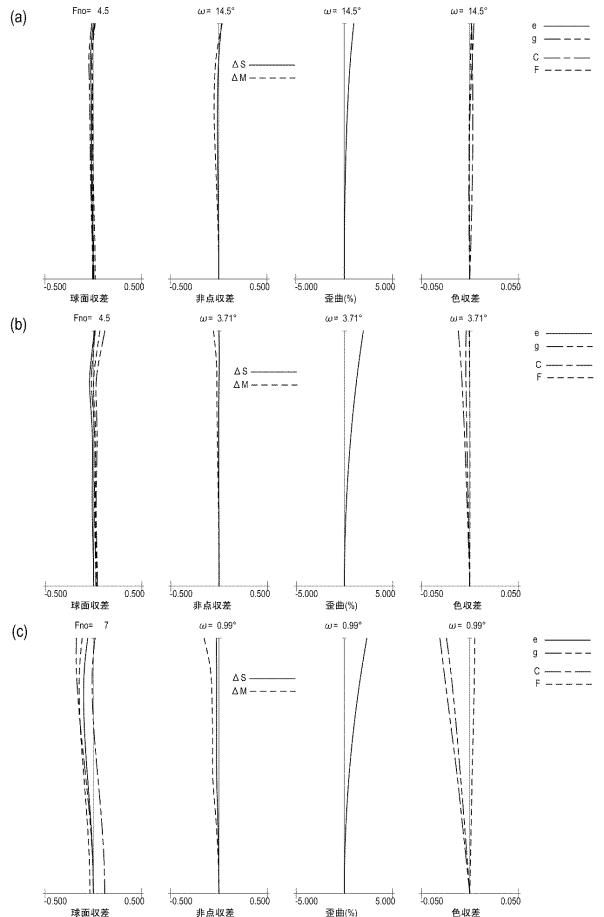 (a)
Fno= 4.5
ω= 14.5°
ω= 14.5°
ω= 14.5°
e
g
C
F
ΔS
ΔM
-0.500 0.500
-0.500 0.500
-5.000 5.000
-0.050 0.050
球面収差
非点収差
歪曲(%)
色収差
(b)
Fno= 4.5
ω= 3.71°
ω= 3.71°
ω= 3.71°
e
g
C
F
ΔS
ΔM
-0.500 0.500
-0.500 0.500
-5.000 5.000
-0.050 0.050
球面収差
非点収差
歪曲(%)
色収差
(c)
Fno= 7
ω= 0.99°
ω= 0.99°
ω= 0.99°
e
g
C
F
ΔS
ΔM
-0.500 0.500
-0.500 0.500
-5.000 5.000
-0.050 0.050
球面収差
非点収差
歪曲(%)
色収差